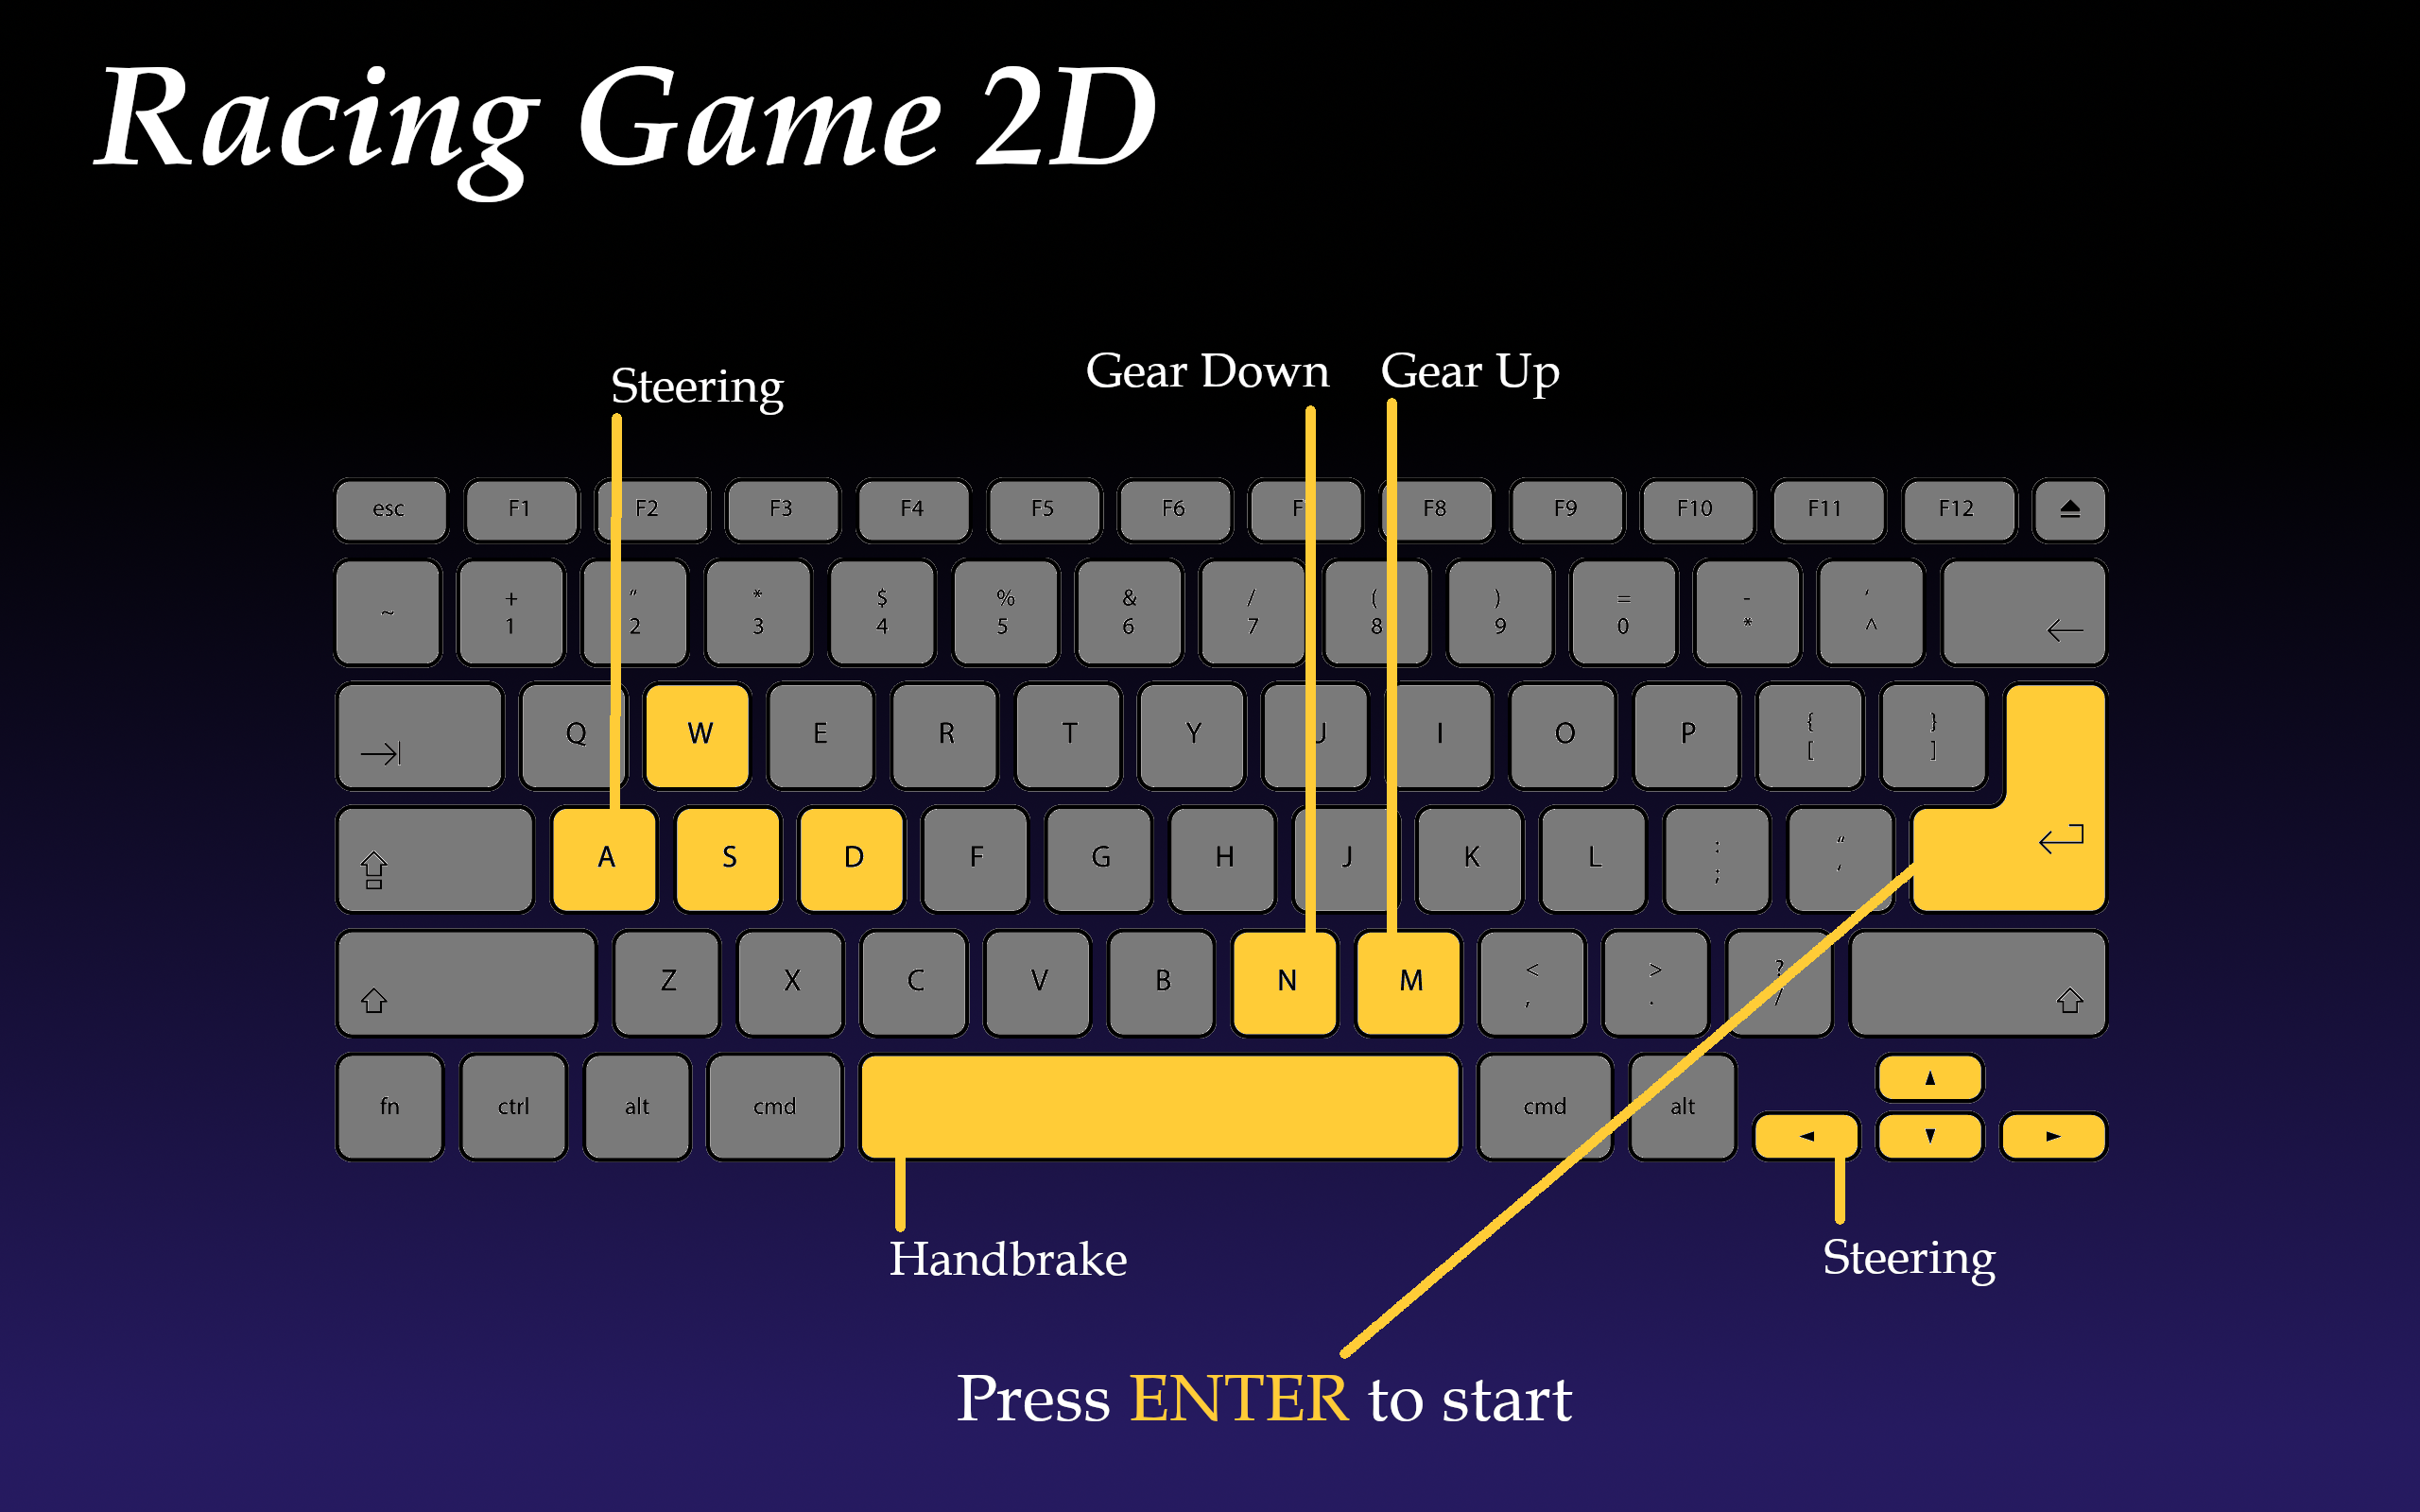 Racing Game 2D
Gear Down Gear Up
Steering
esc F1 F2 F3 F4 F5 F6 F8 F9 F10 F11 F12
+ " * $ % & / ( ) = - ‘
~ 1 2 3 4 5 6 7 8 9 0 * ^
Q W E R T Y U I O P { [ } ]
A S D F G H J K L : ; “ ‘
Z X C V B N M < , > . ? /
fn ctrl alt cmd cmd alt
Handbrake
Steering
Press ENTER to start